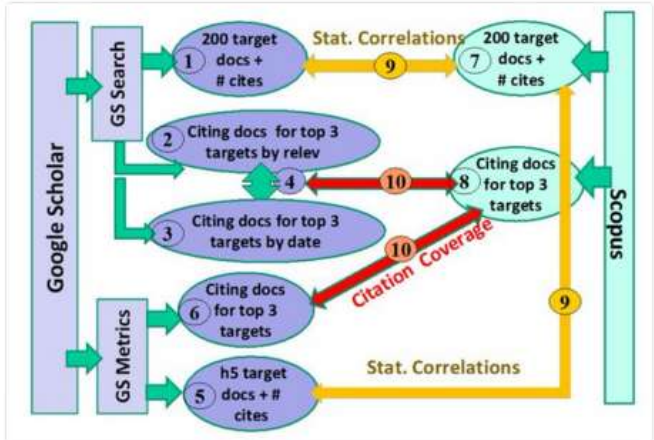 Google Scholar
GS Search
GS Metrics
1
200 target
docs +
# cites
Stat. Correlations
9
7
200 target
docs +
# cites
2
Citing docs for top 3
targets by relev
4
10
8
Citing docs
for top 3
targets
3
Citing docs for top 3
targets by date
10
Citation Coverage
6
Citing docs
for top 3
targets
9
5
h5 target
docs + #
cites
Stat. Correlations
Scopus